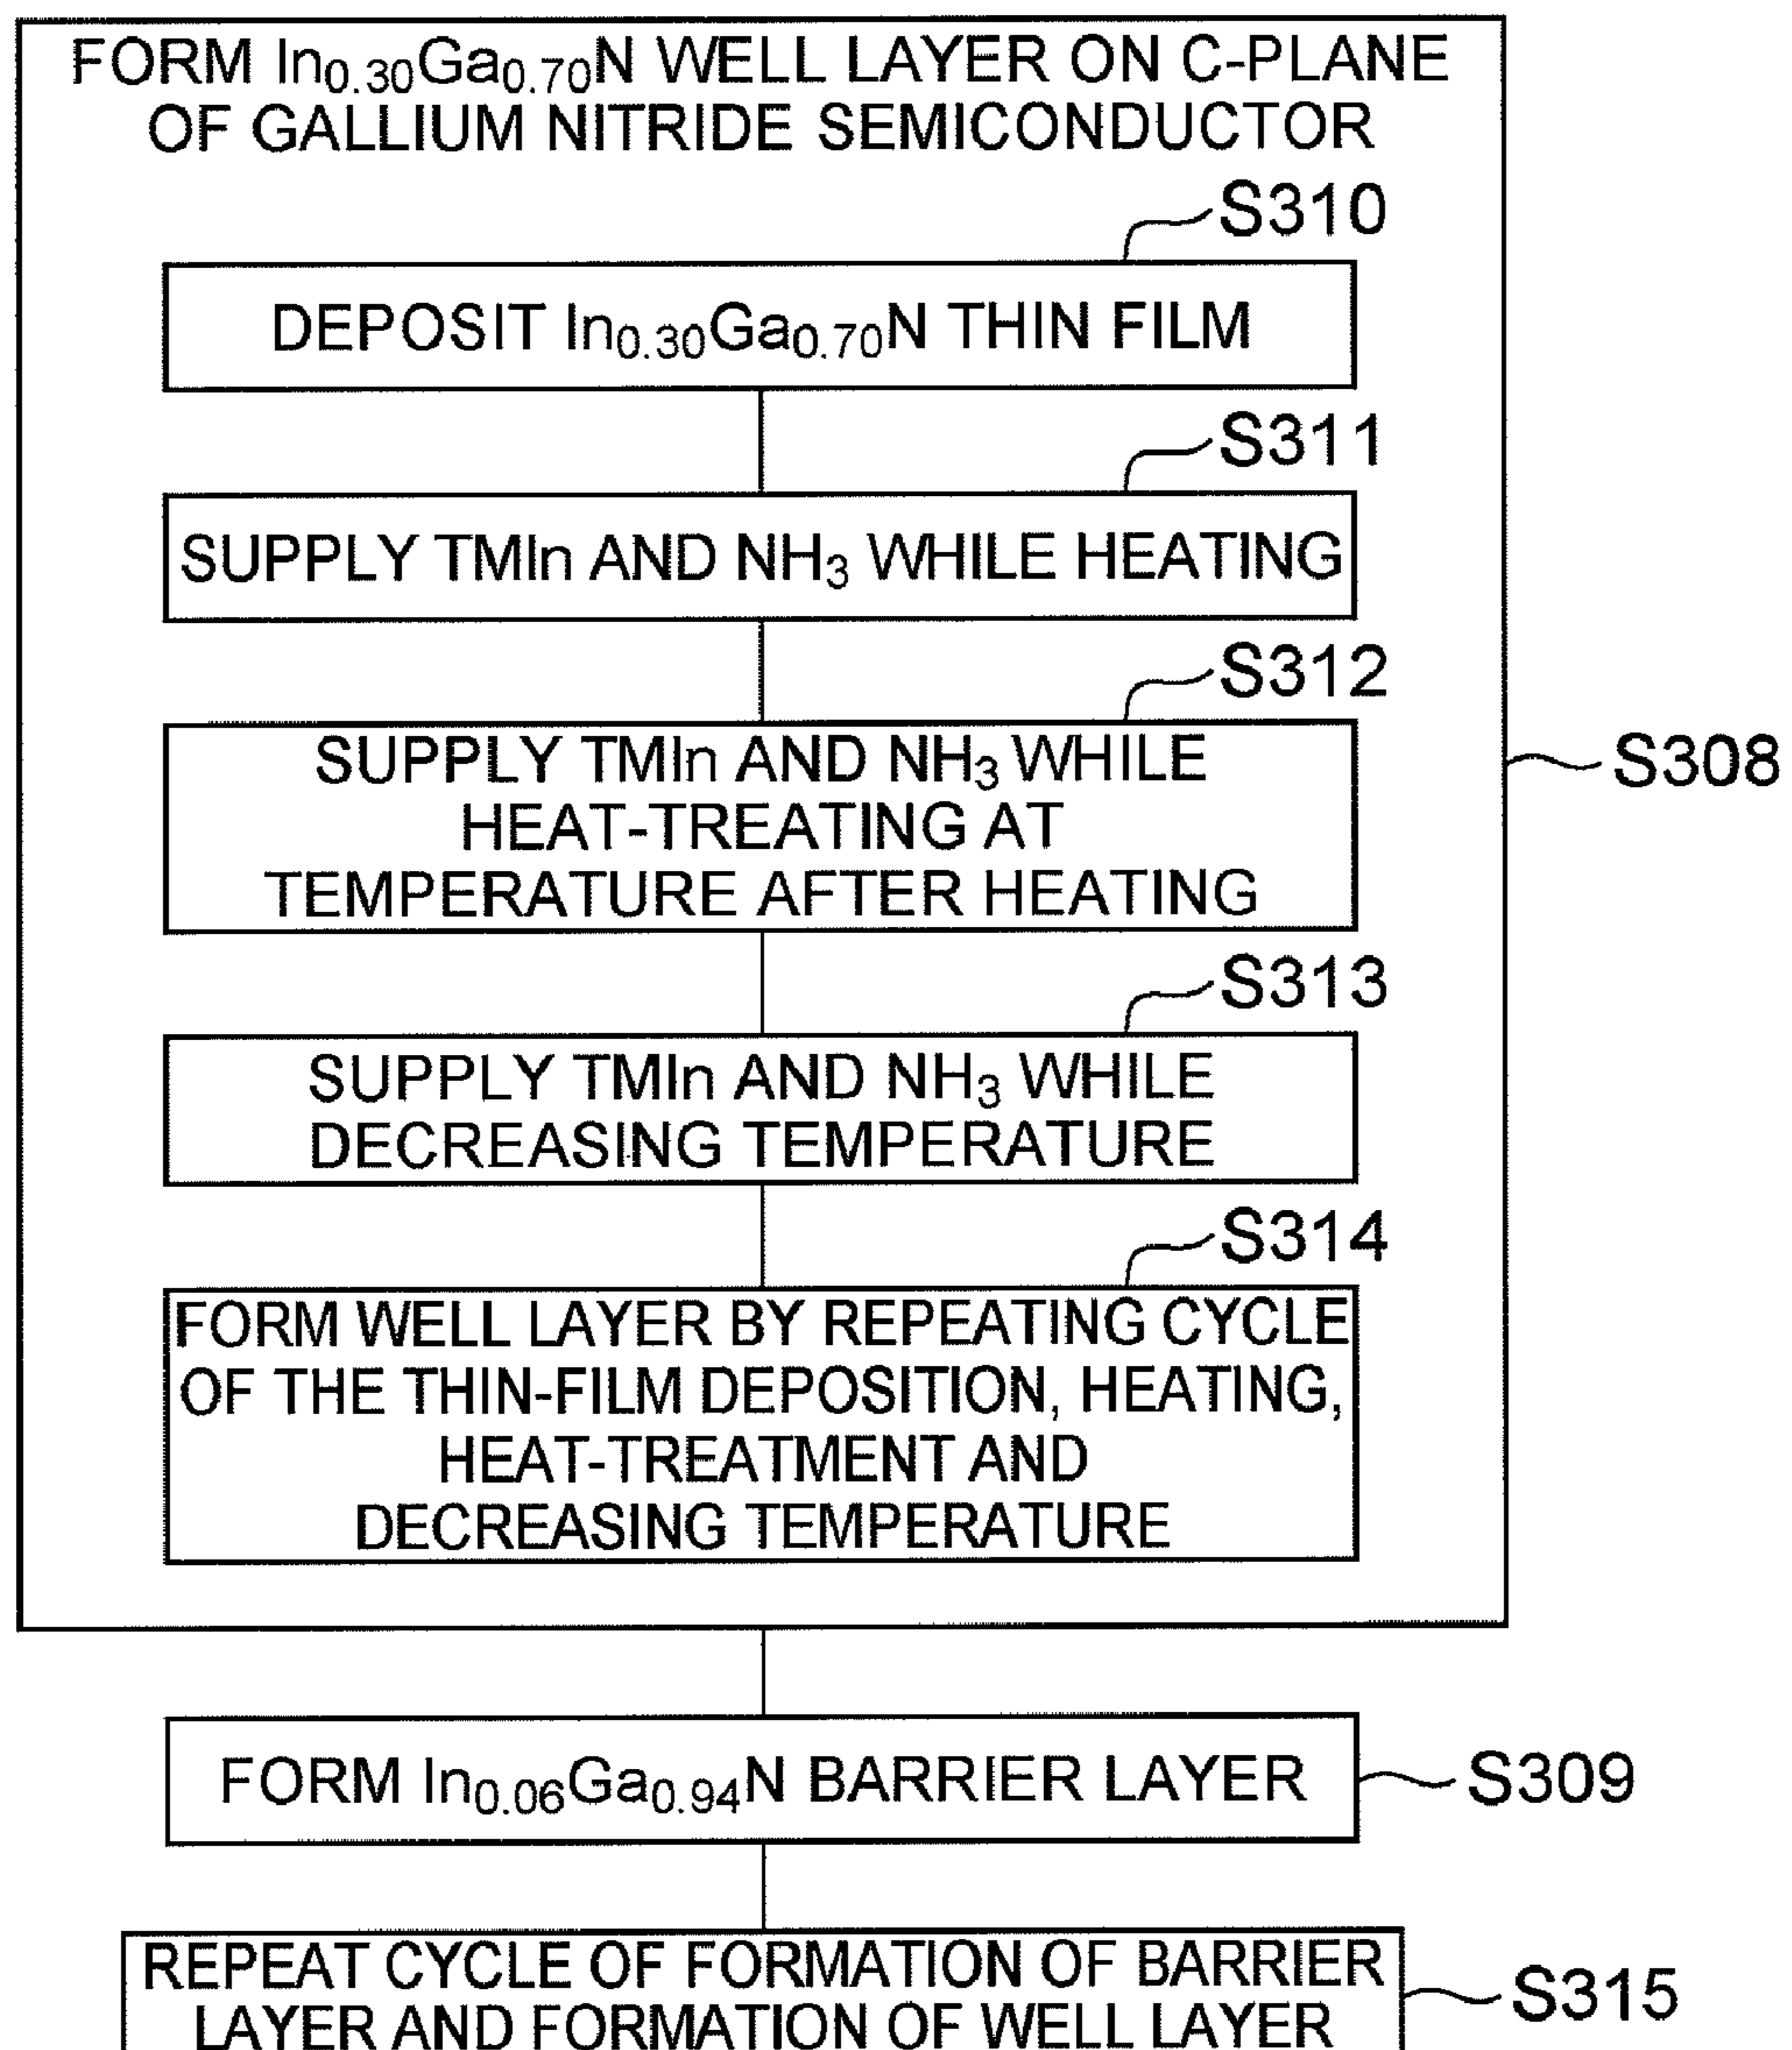 FORM In0.30Ga0.70N WELL LAYER ON C-PLANE
OF GALLIUM NITRIDE SEMICONDUCTOR
S310
DEPOSIT In0.30Ga0.70N THIN FILM
S311
SUPPLY TMIn AND NH3 WHILE HEATING
S312
SUPPLY TMIn AND NH3 WHILE
HEAT-TREATING AT
TEMPERATURE AFTER HEATING
S308
S313
SUPPLY TMIn AND NH3 WHILE
DECREASING TEMPERATURE
S314
FORM WELL LAYER BY REPEATING CYCLE
OF THE THIN-FILM DEPOSITION, HEATING,
HEAT-TREATMENT AND
DECREASING TEMPERATURE
FORM In0.06Ga0.94N BARRIER LAYER
S309
REPEAT CYCLE OF FORMATION OF BARRIER
LAYER AND FORMATION OF WELL LAYER
S315